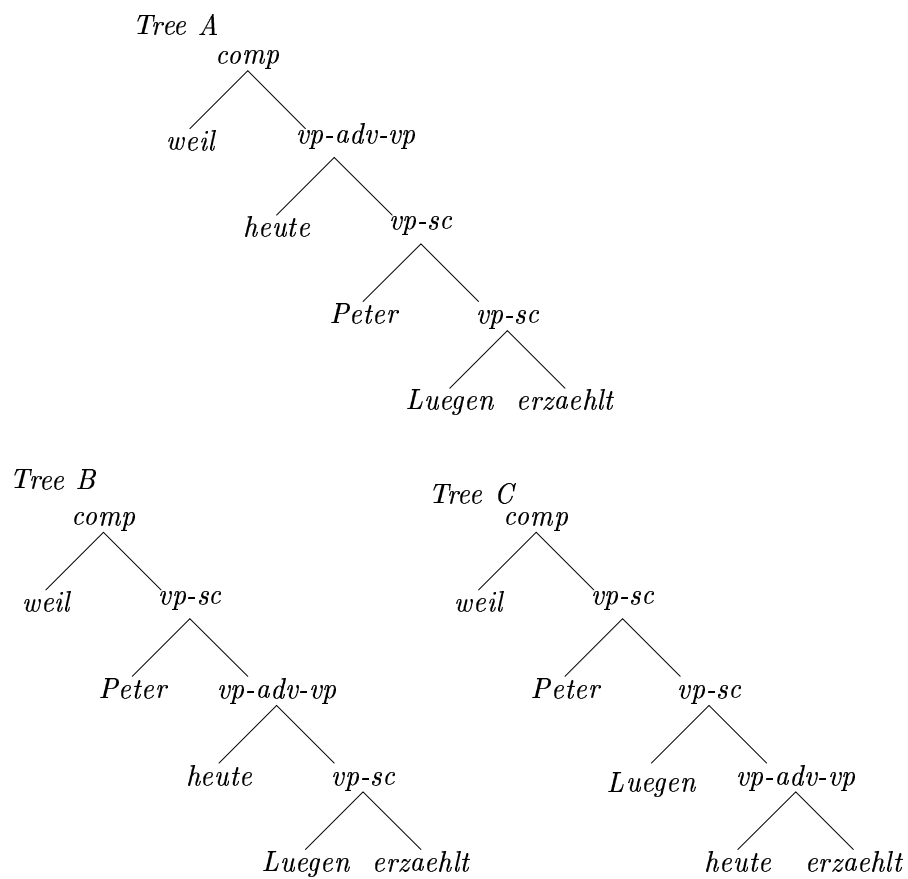 Tree A
comp
weil vp-adv-vp
heute vp-sc
Peter vp-sc
Luegen erzaehlt
Tree B
comp
weil vp-sc
Peter vp-adv-vp
heute vp-sc
Luegen erzaehlt
Tree C
comp
weil vp-sc
Peter vp-sc
Luegen vp-adv-vp
heute erzaehlt